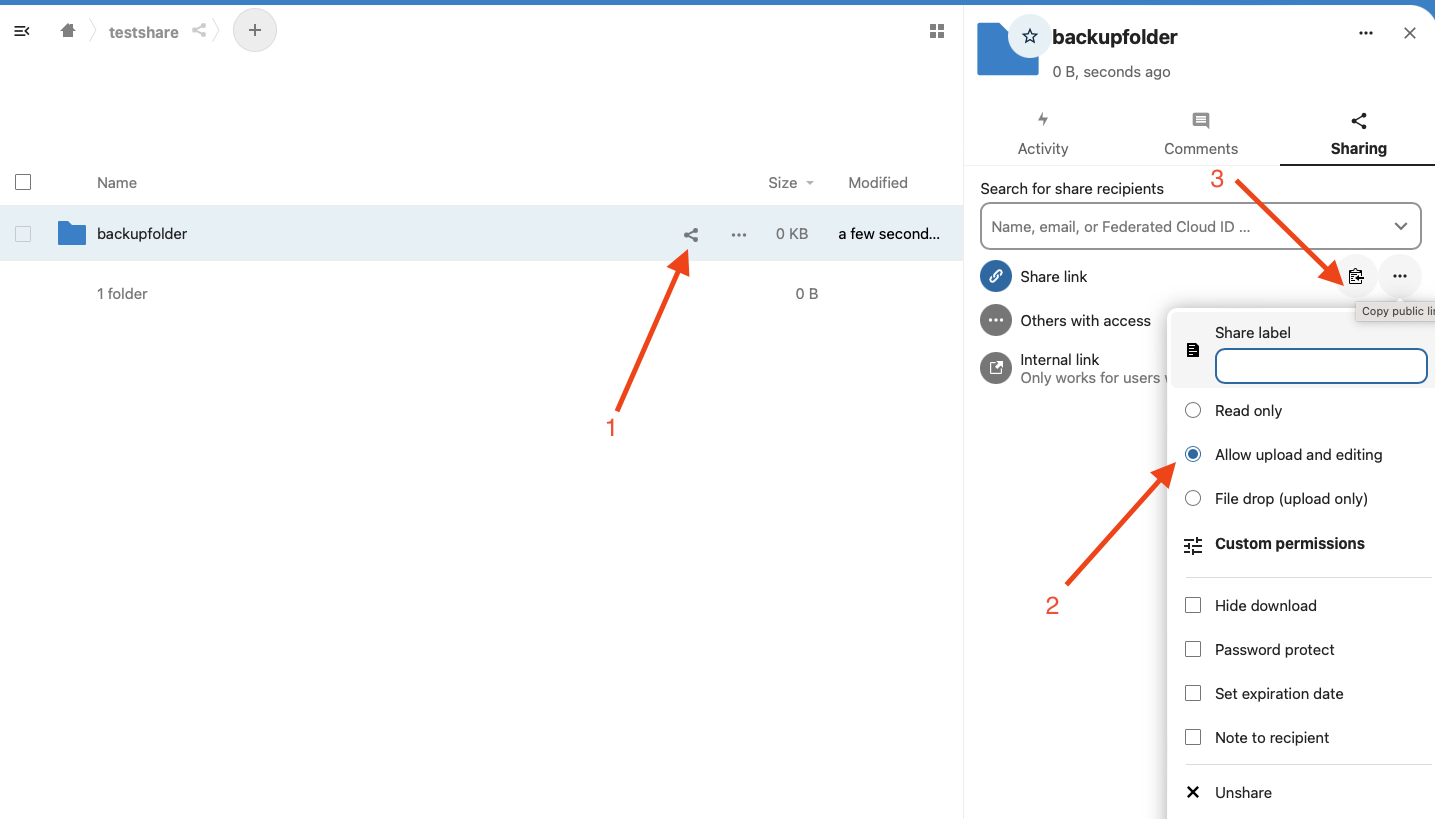 testshare
backupfolder
0 B, seconds ago
Activity
Comments
Sharing
Name
Size
Modified
backupfolder
0 KB
a few second...
1 folder
0 B
1
Search for share recipients
3
Name, email, or Federated Cloud ID ...
Share link
Copy public lin
Others with access
Internal link
Only works for users
Share label
Read only
Allow upload and editing
File drop (upload only)
2
Custom permissions
Hide download
Password protect
Set expiration date
Note to recipient
Unshare